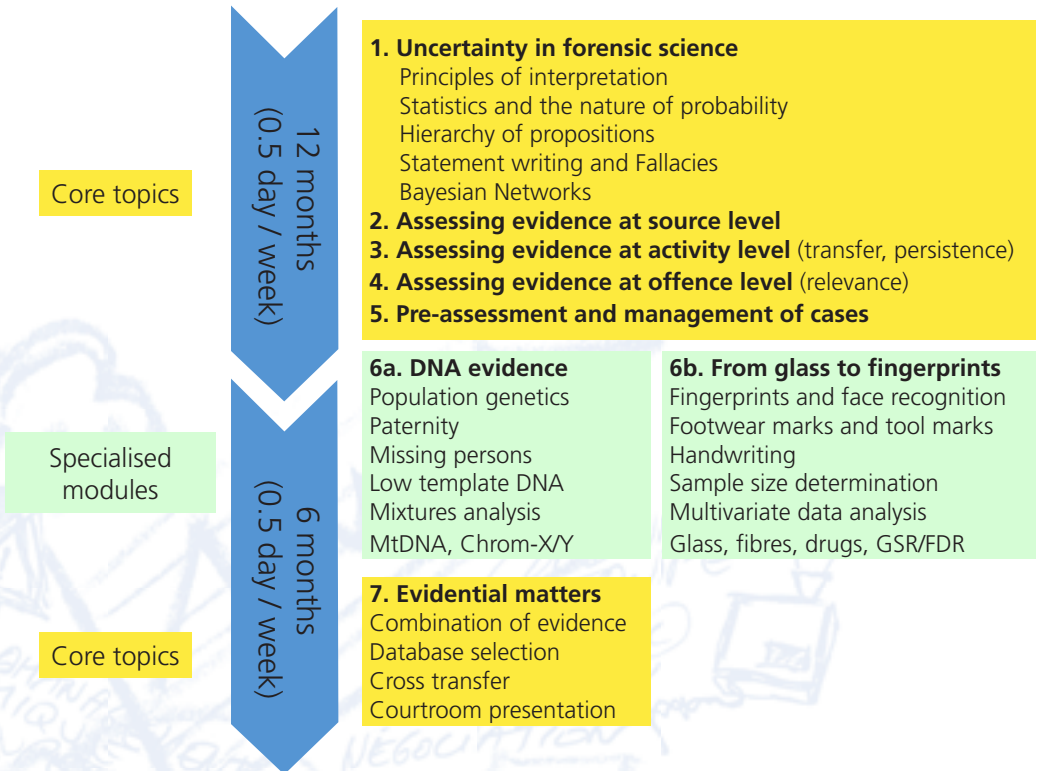 Core topics
12 months
(0.5 day / week)
1. Uncertainty in forensic science
Principles of interpretation
Statistics and the nature of probability
Hierarchy of propositions
Statement writing and Fallacies
Bayesian Networks
2. Assessing evidence at source level
3. Assessing evidence at activity level (transfer, persistence)
4. Assessing evidence at offence level (relevance)
5. Pre-assessment and management of cases
Specialised
modules
6 months
(0.5 day / week)
6a. DNA evidence
Population genetics
Paternity
Missing persons
Low template DNA
Mixtures analysis
MtDNA, Chrom-X/Y
6b. From glass to fingerprints
Fingerprints and face recognition
Footwear marks and tool marks
Handwriting
Sample size determination
Multivariate data analysis
Glass, fibres, drugs, GSR/FDR
Core topics
7. Evidential matters
Combination of evidence
Database selection
Cross transfer
Courtroom presentation
NÉGOCIATION